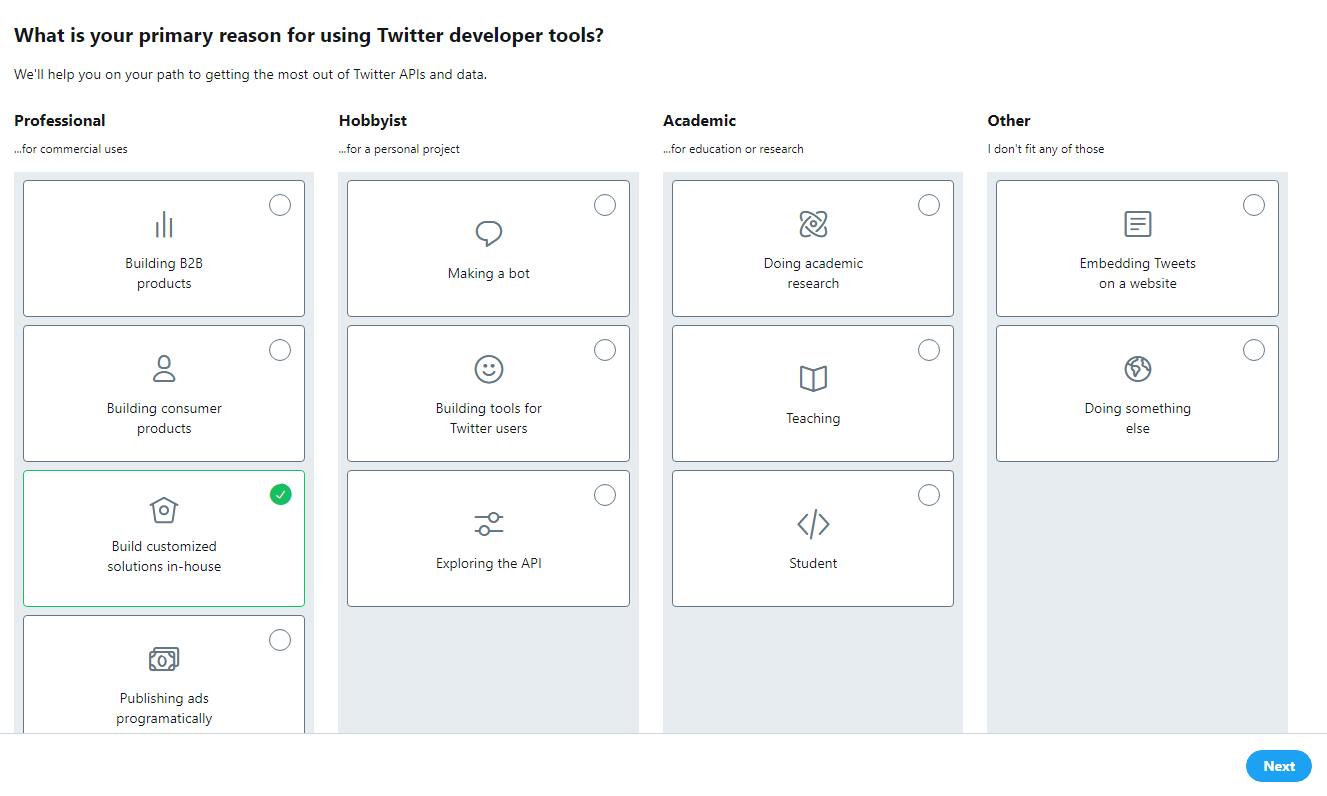 What is your primary reason for using Twitter developer tools?
We'll help you on your path to getting the most out of Twitter APIs and data.
Professional
...for commercial uses
Building B2B
products
Building consumer
products
Build customized
solutions in-house
Publishing ads
programatically
Hobbyist
...for a personal project
Making a bot
Building tools for
Twitter users
Exploring the API
Academic
...for education or research
Doing academic
research
Teaching
Student
Other
I don't fit any of those
Embedding Tweets
on a website
Doing something
else
Next